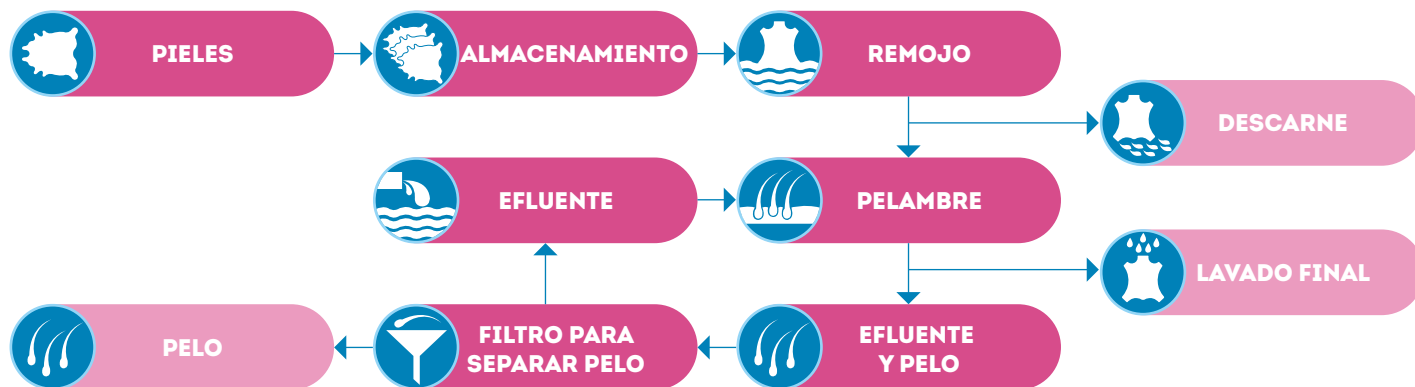 PIELES
ALMACENAMIENTO
REMOJO
DESCARNE
EFLUENTE
PELAMBRE
LAVADO FINAL
PELO
FILTRO PARA
SEPARAR PELO
EFLUENTE
Y PELO